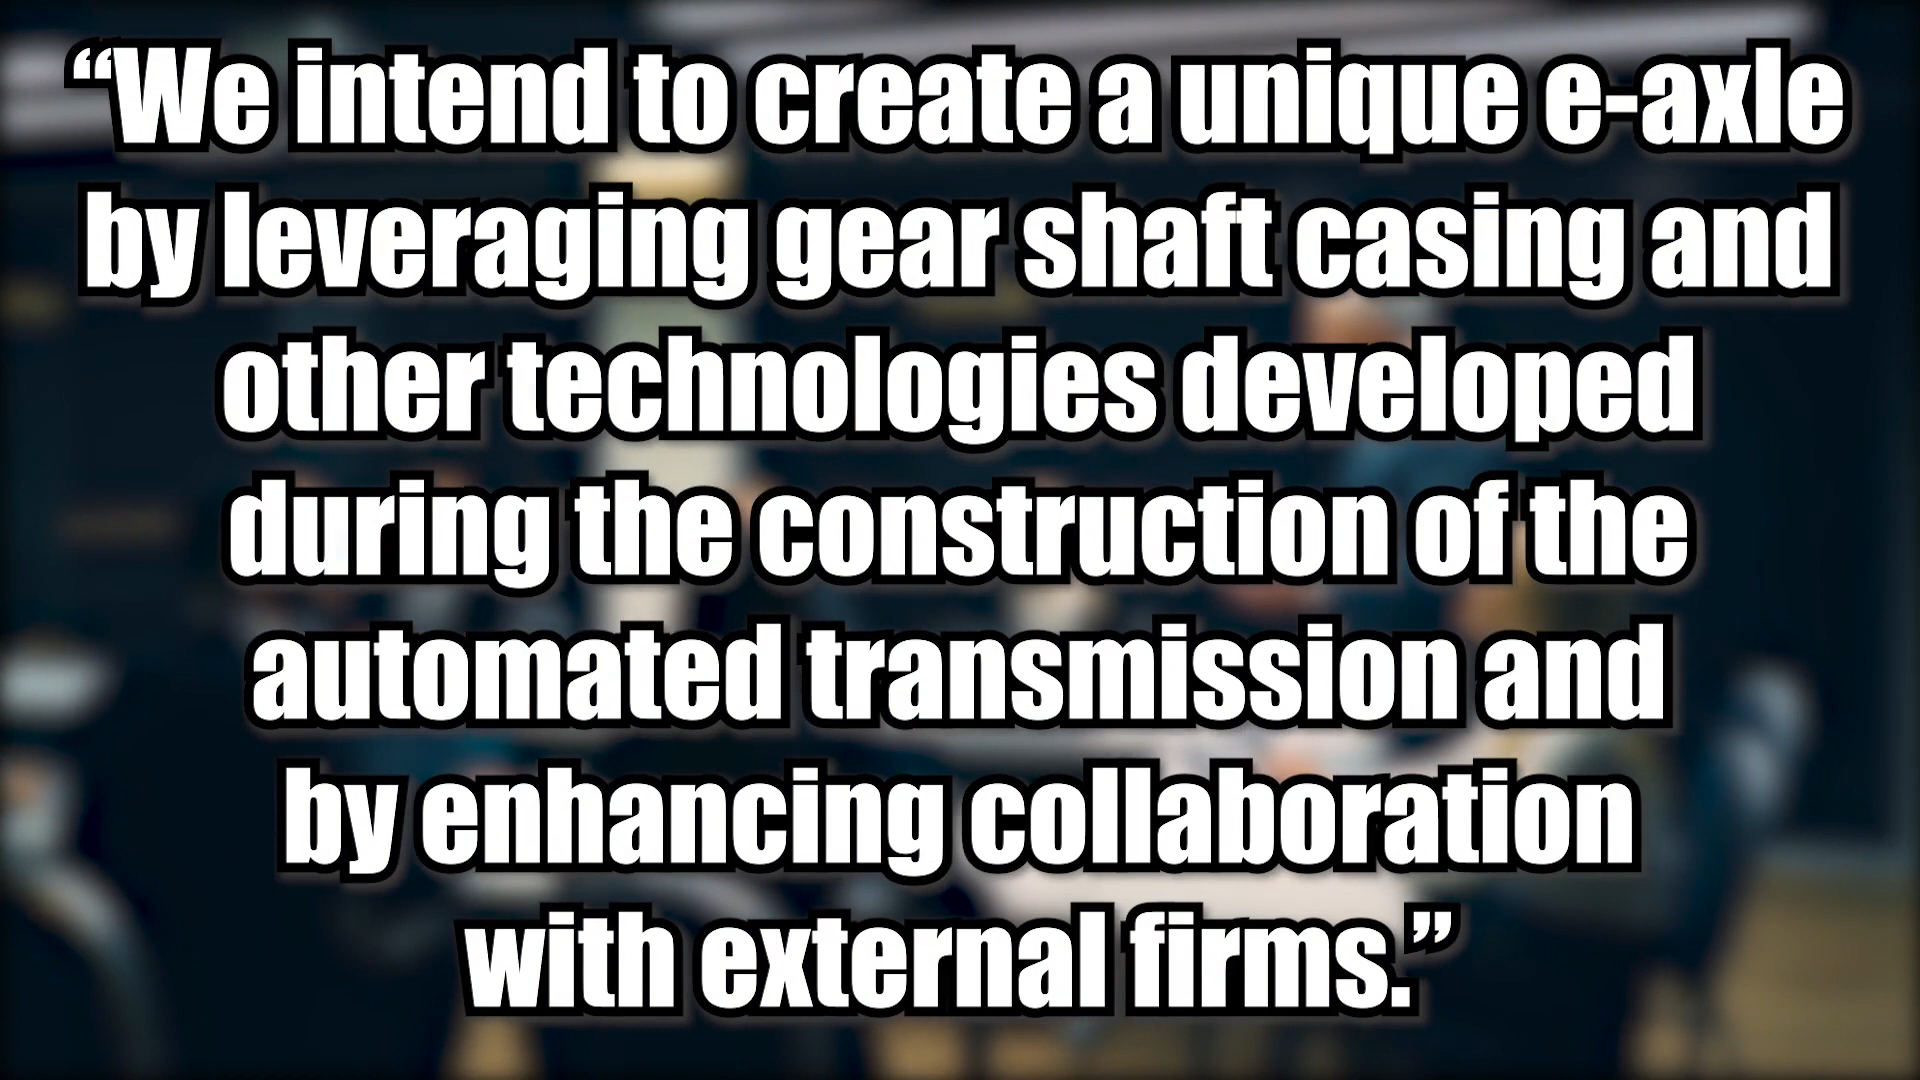 “We intend to create a unique e-axle
by leveraging gear shaft casing and
other technologies developed
during the construction of the
automated transmission and
by enhancing collaboration
with external firms.”